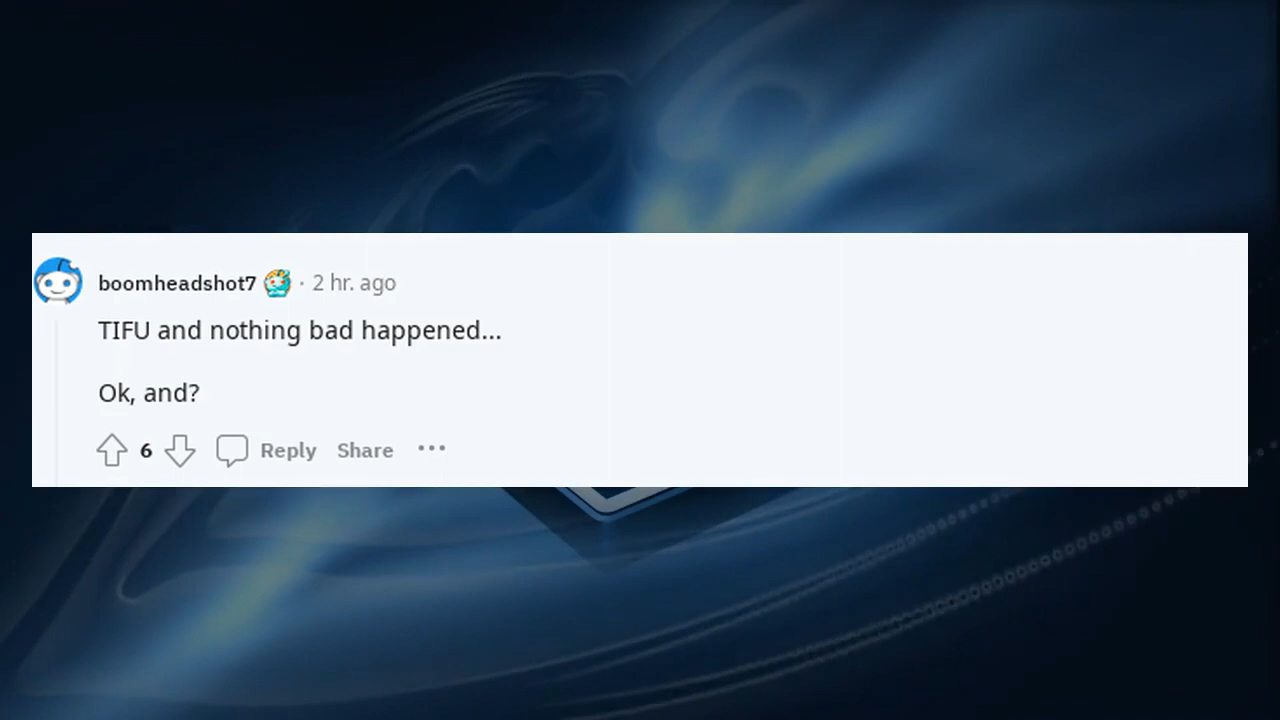 boomheadshot7 · 2 hr. ago
TIFU and nothing bad happened...
Ok, and?
6 Reply Share ···